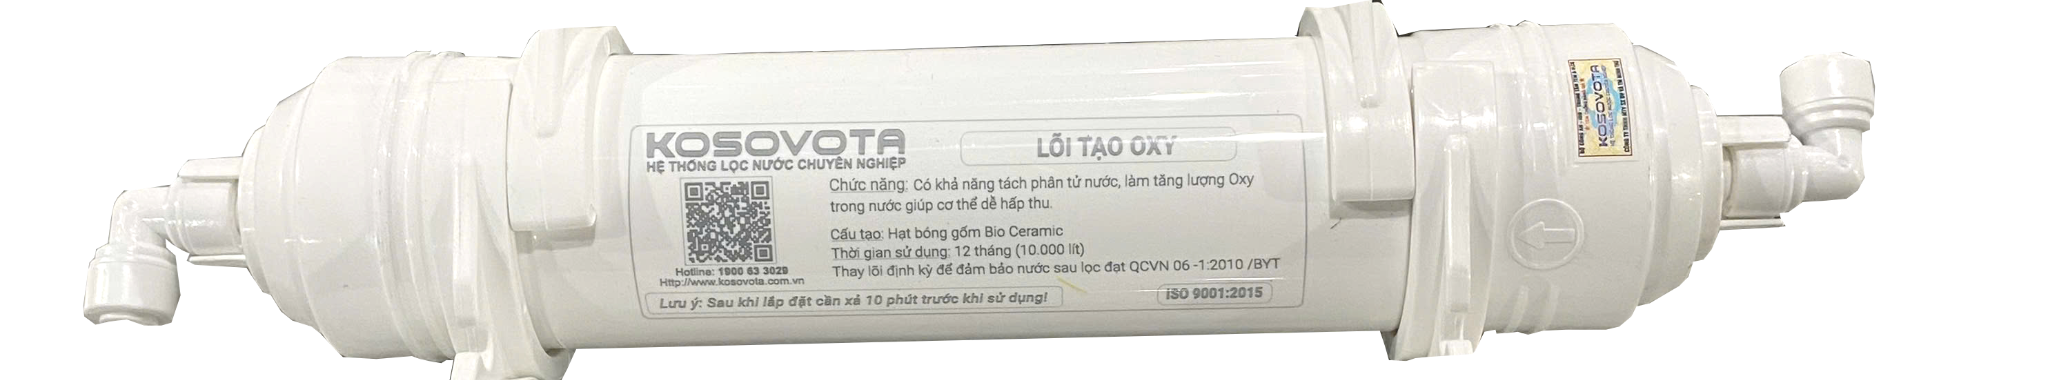 KOSOVOTA
HỆ THỐNG LỌC NƯỚC CHUYÊN NGHIỆP
Hotline: 1900 63 3029
Http://www.kosovota.com.vn
LÕI TẠO OXY
Chức năng: Có khả năng tách phân tử nước, làm tăng lượng Oxy
trong nước giúp cơ thể dễ hấp thu.
Cấu tạo: Hạt bóng gốm Bio Ceramic
Thời gian sử dụng: 12 tháng (10.000 lít)
Thay lõi định kỳ để đảm bảo nước sau lọc đạt QCVN 06 -1:2010 /BYT
Lưu ý: Sau khi lắp đặt cần xả 10 phút trước khi sử dụng!
ISO 9001:2015
KOSOVOTA